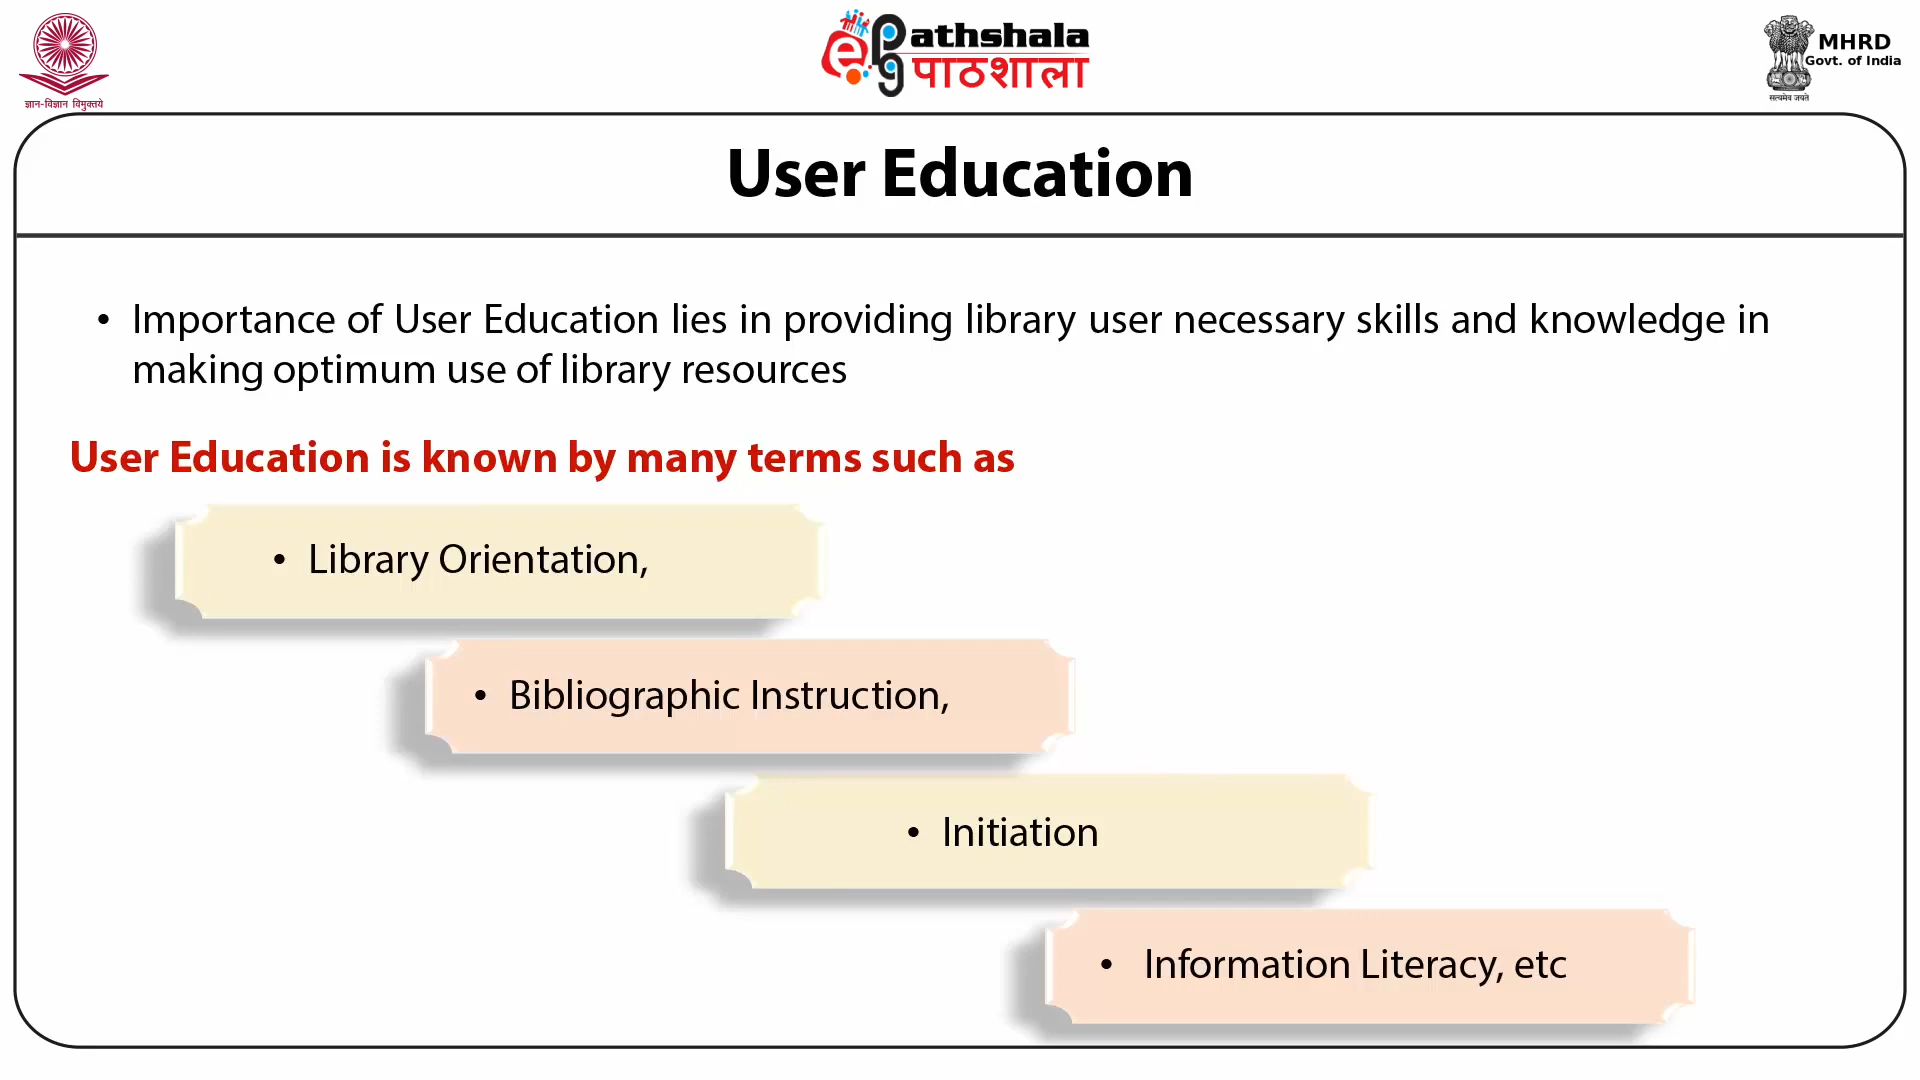 ज्ञान-विज्ञान विमुक्तये
e Pathshala
पाठशाला
MHRD
Govt. of India
सत्यमेव जयते
User Education
• Importance of User Education lies in providing library user necessary skills and knowledge in
making optimum use of library resources
User Education is known by many terms such as
• Library Orientation,
• Bibliographic Instruction,
• Initiation
• Information Literacy, etc